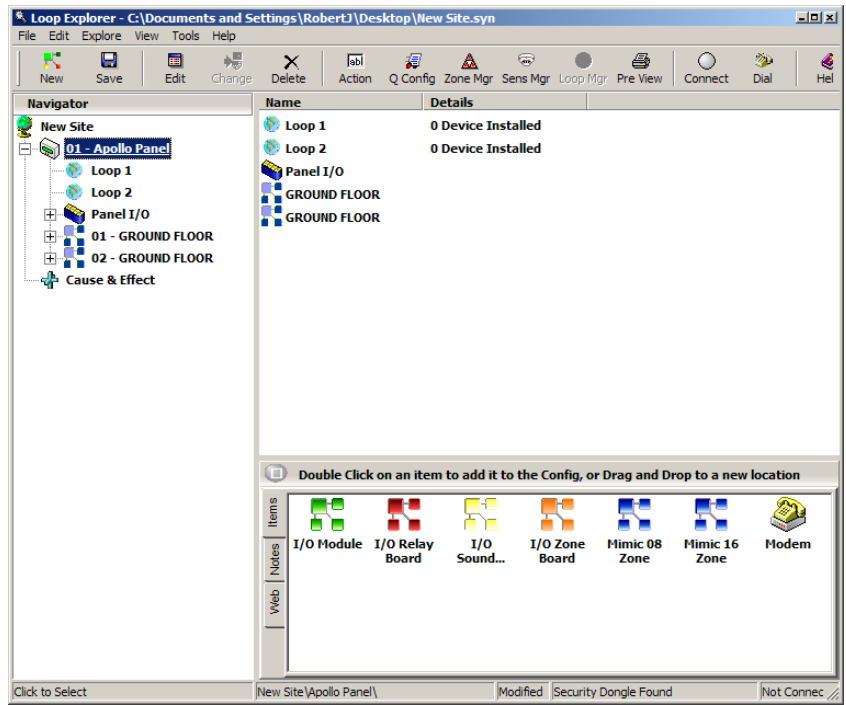 Loop Explorer - C:\Documents and Settings\RobertJ\Desktop\New Site.syn
File Edit Explore View Tools Help
New Save Edit Change Delete Action Q Config Zone Mgr Sens Mgr Loop Mgr Pre View Connect Dial Hel
abl
Navigator
New Site
01 - Apollo Panel
Loop 1
Loop 2
Panel I/O
01 - GROUND FLOOR
02 - GROUND FLOOR
Cause & Effect
Name Details
Loop 1 0 Device Installed
Loop 2 0 Device Installed
Panel I/O
GROUND FLOOR
GROUND FLOOR
Double Click on an item to add it to the Config, or Drag and Drop to a new location
Items
Notes
Web
I/O Module I/O Relay I/O I/O Zone Mimic 08 Mimic 16 Modem
Board Sound... Board Zone Zone
Click to Select New Site\Apollo Panel\ Modified Security Dongle Found Not Connec